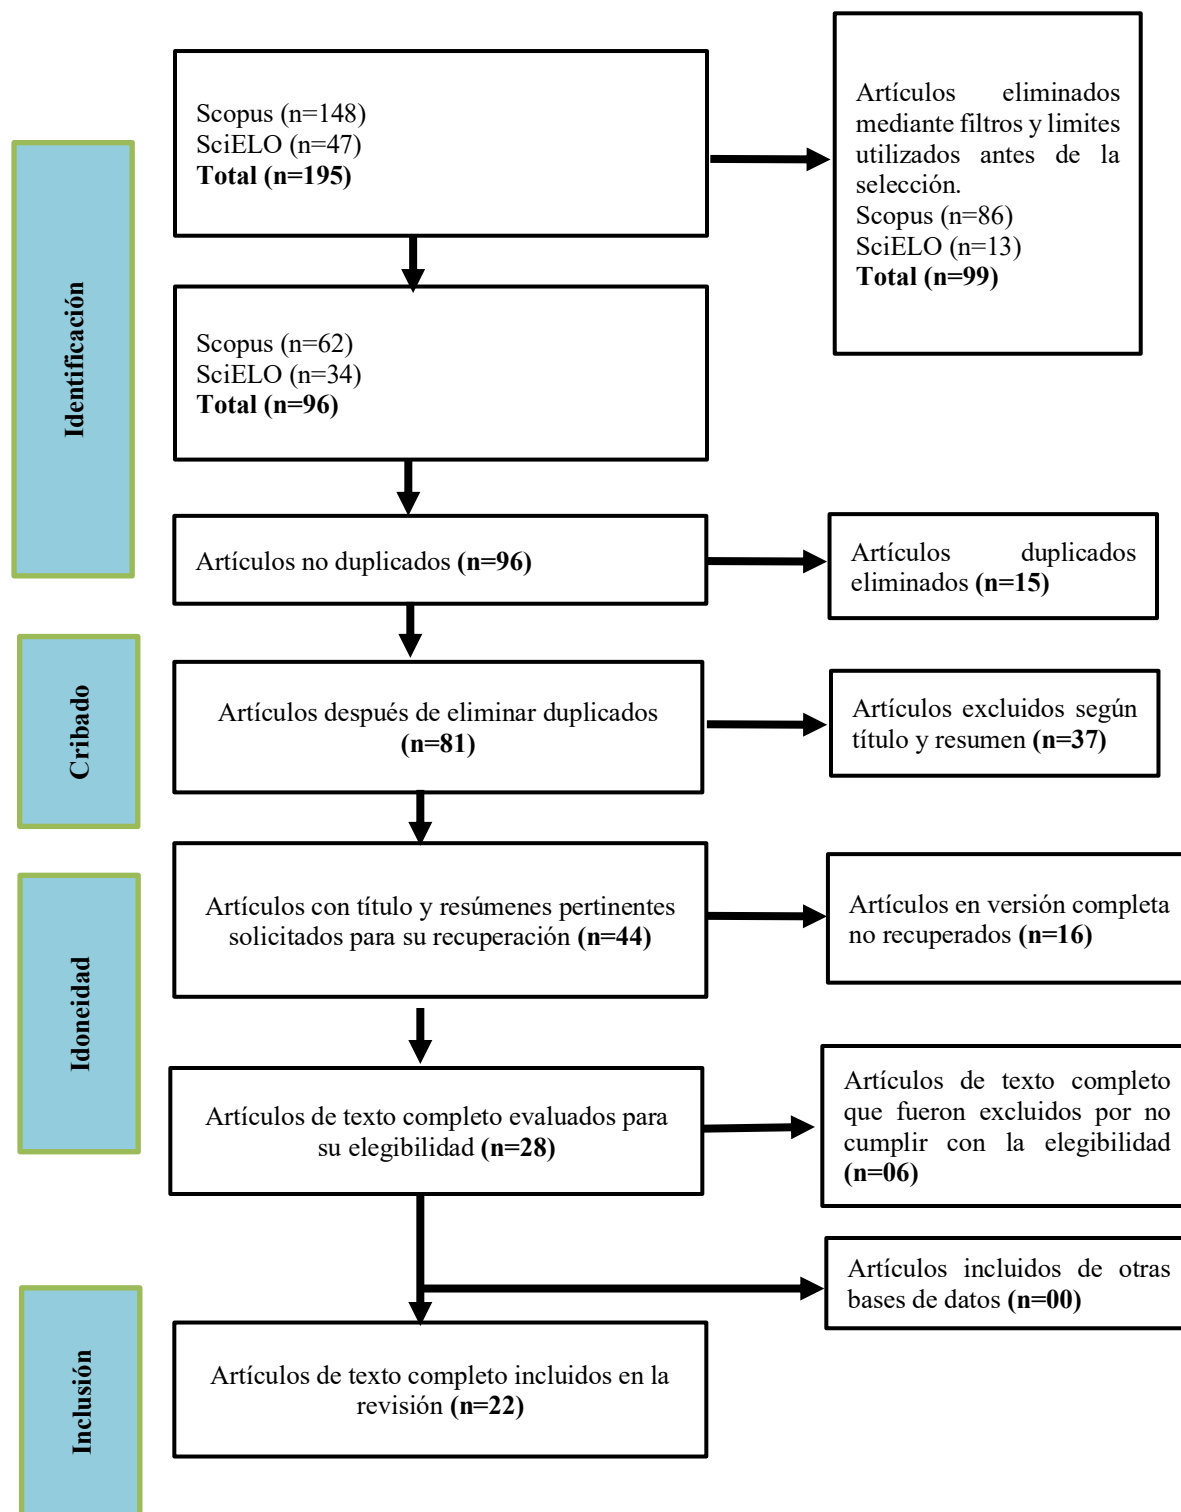 Identificación
Scopus (n=148)
SciELO (n=47)
Total (n=195)
Artículos eliminados
mediante filtros y limites
utilizados antes de la
selección.
Scopus (n=86)
SciELO (n=13)
Total (n=99)
Scopus (n=62)
SciELO (n=34)
Total (n=96)
Artículos no duplicados (n=96)
Artículos duplicados
eliminados (n=15)
Cribado
Artículos después de eliminar duplicados
(n=81)
Artículos excluidos según
título y resumen (n=37)
Idoneidad
Artículos con título y resúmenes pertinentes
solicitados para su recuperación (n=44)
Artículos en versión completa
no recuperados (n=16)
Artículos de texto completo evaluados para
su elegibilidad (n=28)
Artículos de texto completo
que fueron excluidos por no
cumplir con la elegibilidad
(n=06)
Artículos incluidos de otras
bases de datos (n=00)
Inclusión
Artículos de texto completo incluidos en la
revisión (n=22)